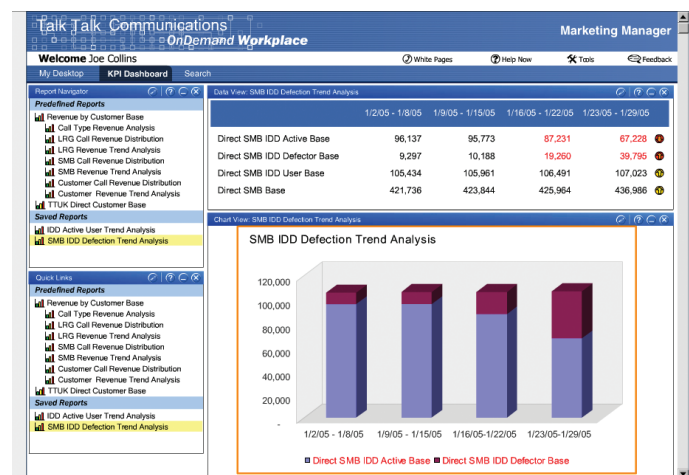 Talk Talk Communications
OnDemand Workplace
Marketing Manager
Welcome Joe Collins
White Pages
Help Now
Tools
Feedback
My Desktop
KPI Dashboard
Search
Report Navigator
Predefined Reports
Revenue by Customer Base
Call Type Revenue Analysis
LRG Call Revenue Distribution
LRG Revenue Trend Analysis
SMB Call Revenue Distribution
SMB Revenue Trend Analysis
Customer Call Revenue Distribution
Customer Revenue Trend Analysis
TTUK Direct Customer Base
Saved Reports
IDD Active User Trend Analysis
SMB IDD Defection Trend Analysis
Quick Links
Predefined Reports
Revenue by Customer Base
Call Type Revenue Analysis
LRG Call Revenue Distribution
LRG Revenue Trend Analysis
SMB Call Revenue Distribution
SMB Revenue Trend Analysis
Customer Call Revenue Distribution
Customer Revenue Trend Analysis
TTUK Direct Customer Base
Saved Reports
IDD Active User Trend Analysis
SMB IDD Defection Trend Analysis
Data View: SMB IDD Defection Trend Analysis
1/2/05 - 1/8/05 1/9/05 - 1/15/05 1/16/05 - 1/22/05 1/23/05 - 1/29/05
Direct SMB IDD Active Base 96,137 95,773 87,231 67,228
Direct SMB IDD Defector Base 9,297 10,188 19,260 39,795
Direct SMB IDD User Base 105,434 105,961 106,491 107,023
Direct SMB Base 421,736 423,844 425,964 436,986
Chart View: SMB IDD Defection Trend Analysis
SMB IDD Defection Trend Analysis
120,000
100,000
80,000
60,000
40,000
20,000
-
1/2/05 - 1/8/05 1/9/05 - 1/15/05 1/16/05-1/22/05 1/23/05-1/29/05
Direct SMB IDD Active Base Direct SMB IDD Defector Base